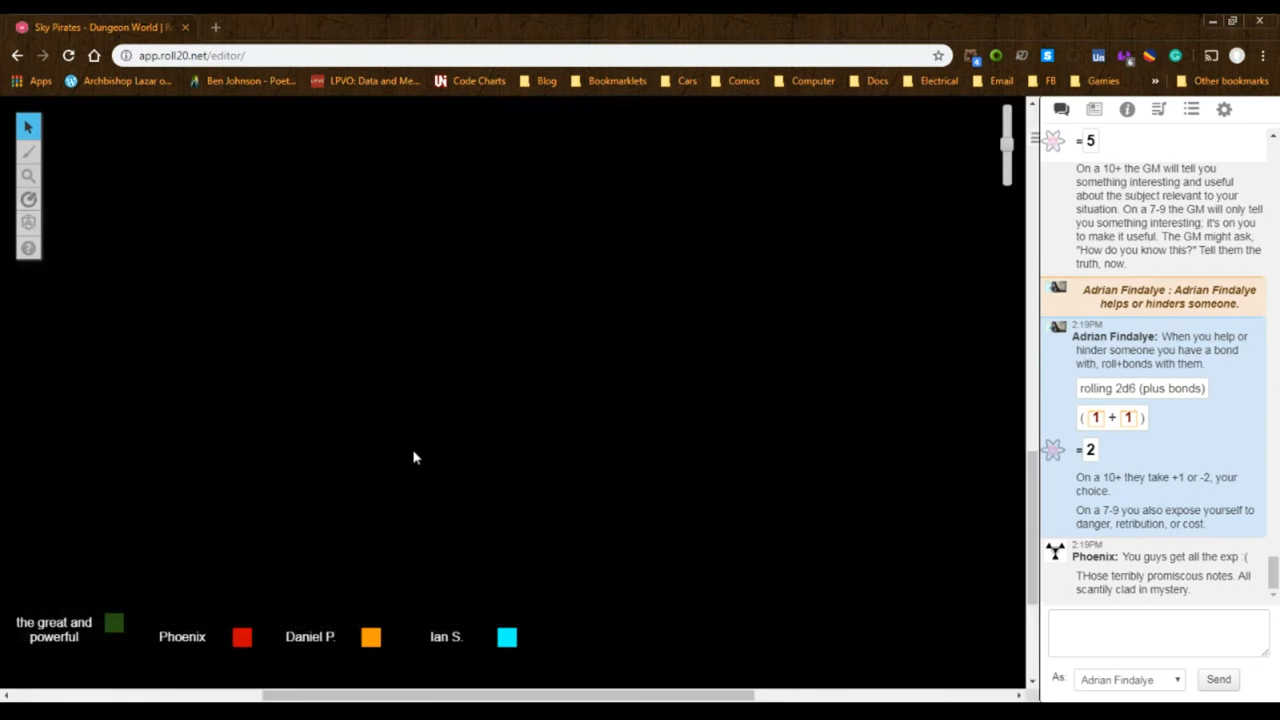 Sky Pirates - Dungeon World | R
app.roll20.net/editor/
Apps
Archbishop Lazar o...
Ben Johnson - Poet...
LPVO: Data and Me...
Code Charts
Blog
Bookmarklets
Cars
Comics
Computer
Docs
Electrical
Email
FB
Games
»
Other bookmarks
= 5
On a 10+ the GM will tell you
something interesting and useful
about the subject relevant to your
situation. On a 7-9 the GM will only tell
you something interesting; it's on you
to make it useful. The GM might ask,
"How do you know this?" Tell them the
truth, now.
Adrian Findalye : Adrian Findalye
helps or hinders someone.
2:19PM
Adrian Findalye: When you help or
hinder someone you have a bond
with, roll+bonds with them.
rolling 2d6 (plus bonds)
( 1 + 1 )
= 2
On a 10+ they take +1 or -2, your
choice.
On a 7-9 you also expose yourself to
danger, retribution, or cost.
2:19PM
Phoenix: You guys get all the exp :(
THose terribly promiscous notes. All
scantily clad in mystery.
the great and
powerful
Phoenix
Daniel P.
Ian S.
As:
Adrian Findalye
Send